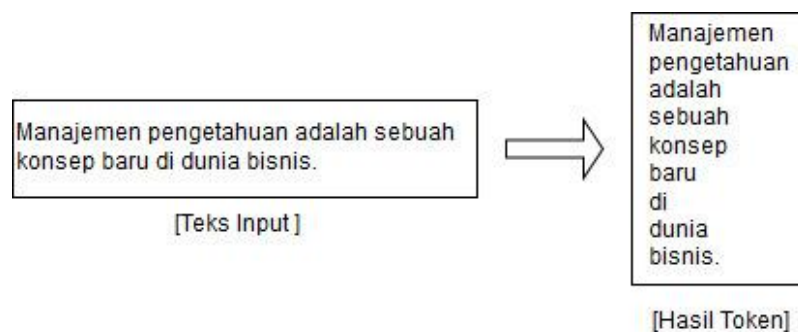 Manajemen pengetahuan adalah sebuah
konsep baru di dunia bisnis.
[Teks Input ]
Manajemen
pengetahuan
adalah
sebuah
konsep
baru
di
dunia
bisnis.
[Hasil Token]